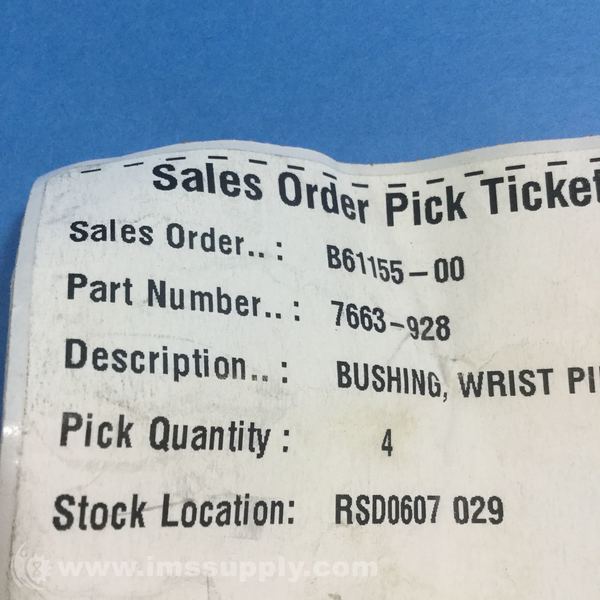 Sales Order Pick Ticket
Sales Order..: B61155-00
Part Number..: 7663-928
Description..: BUSHING, WRIST PI
Pick Quantity : 4
Stock Location: RSD0607 029
www.imssupply.com